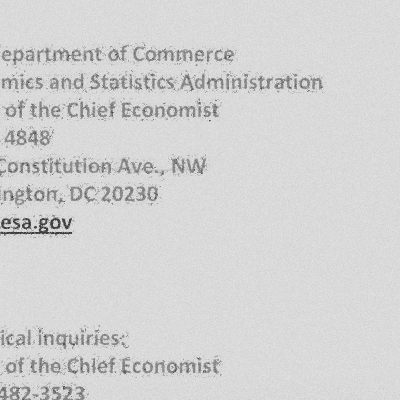 epartment of Commerce
mics and Statistics Administration
of the Chief Economist
4848
Constitution Ave., NW
ington, DC 20230
esa.gov
ical inquiries:
of the Chief Economist
482-3523